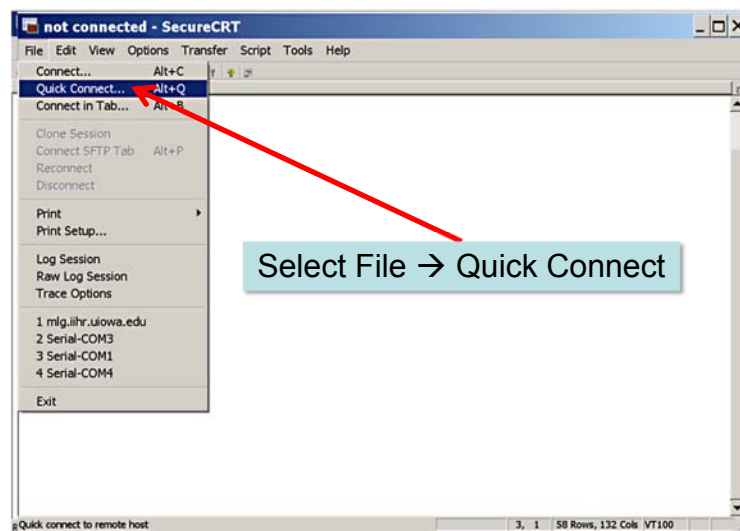 not connected - SecureCRT
File Edit View Options Transfer Script Tools Help
Connect... Alt+C
Quick Connect... Alt+Q
Connect in Tab... Alt+B
Clone Session
Connect SFTP Tab Alt+P
Reconnect
Disconnect
Print
Print Setup...
Select File → Quick Connect
Log Session
Raw Log Session
Trace Options
1 mlg.iihr.uiowa.edu
2 Serial-COM3
3 Serial-COM1
4 Serial-COM4
Exit
Quick connect to remote host 3, 1 58 Rows, 132 Cols VT100